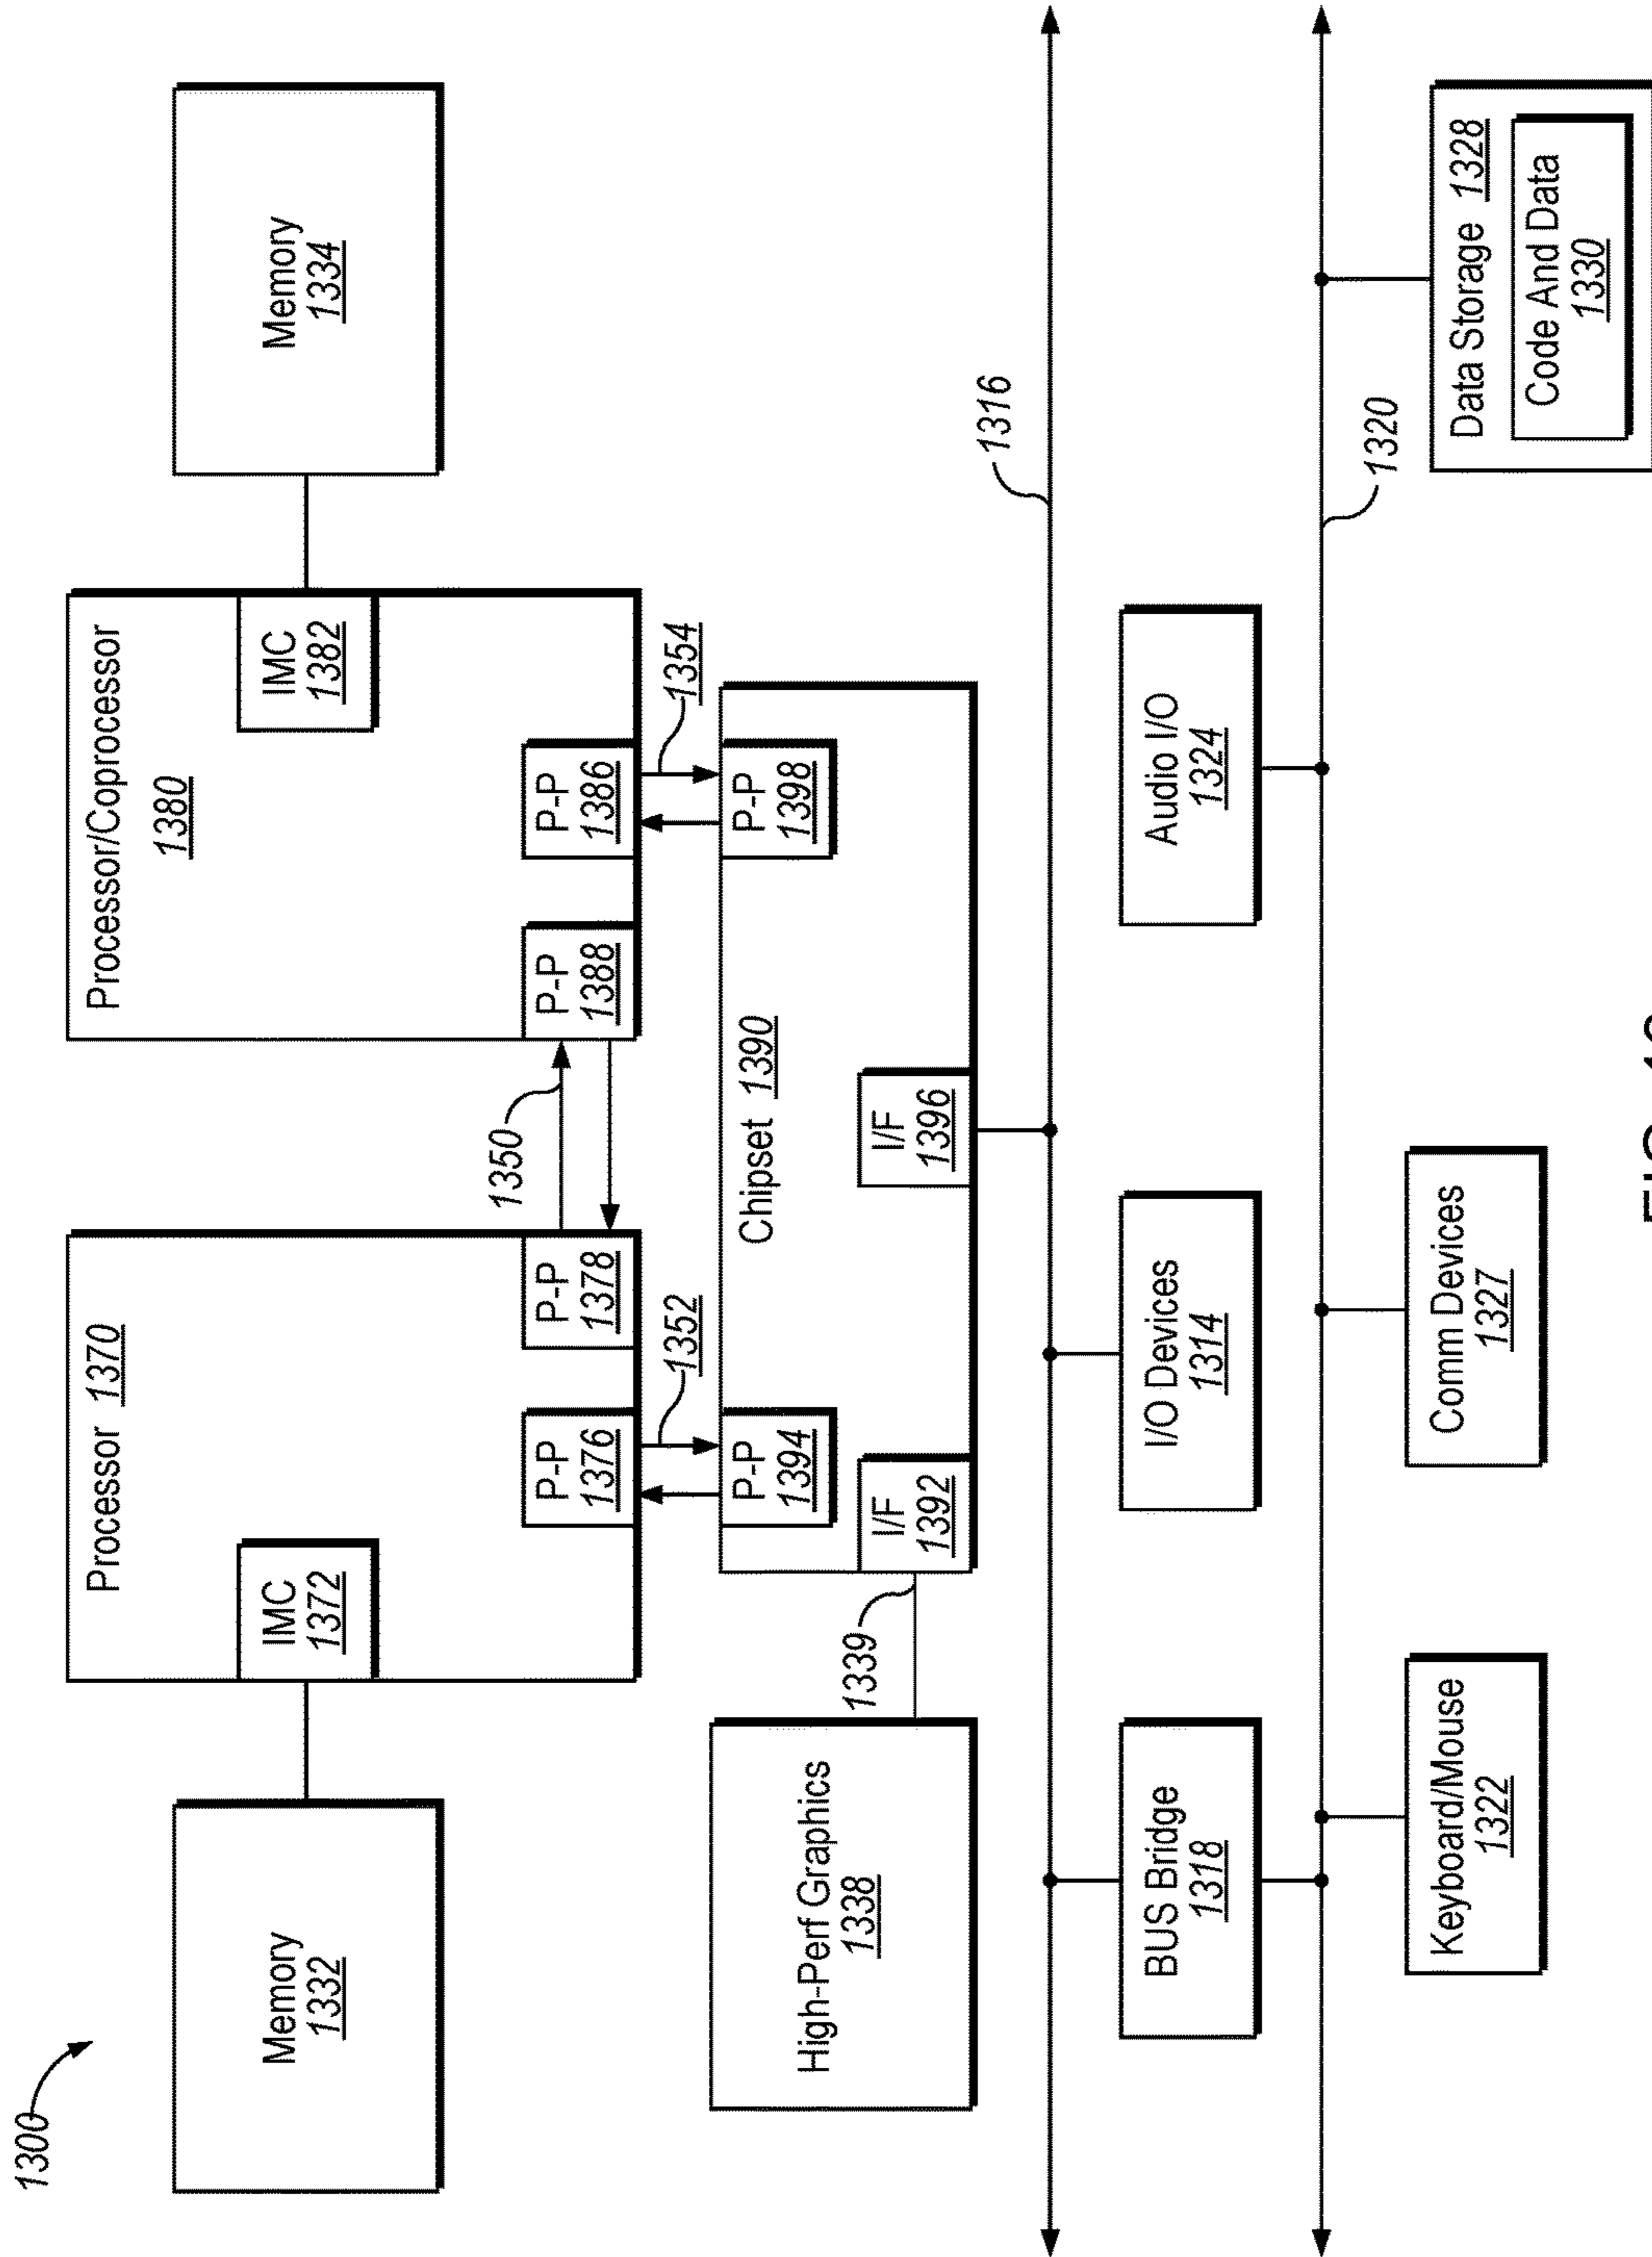 1300
Memory
1332
Processor 1370
IMC
1372
P-P
1376
P-P
1378
1350
Processor/Coprocessor
1380
IMC
1382
P-P
1388
P-P
1386
Memory
1334
1352
1354
High-Perf Graphics
1338
1339
Chipset 1390
P-P
1394
P-P
1398
I/F
1392
I/F
1396
1316
BUS Bridge
1318
I/O Devices
1314
Audio I/O
1324
1320
Keyboard/Mouse
1322
Comm Devices
1327
Data Storage 1328
Code And Data
1330